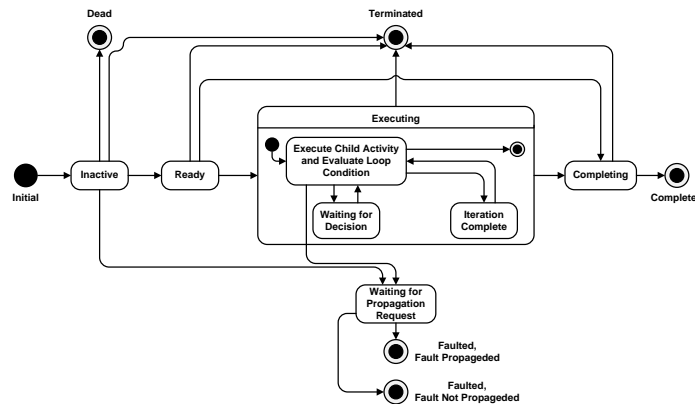 Dead
Terminated
Executing
Execute Child Activity
and Evaluate Loop
Condition
Initial
Inactive
Ready
Completing
Complete
Waiting for
Decision
Iteration
Complete
Waiting for
Propagation
Request
Faulted,
Fault Propageded
Faulted,
Fault Not Propageded